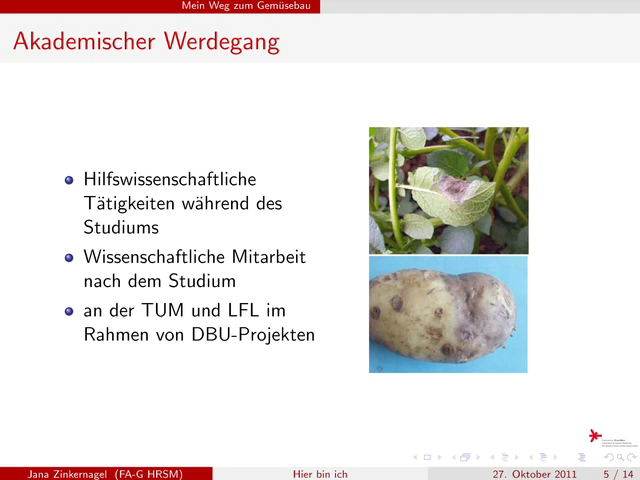 Mein Weg zum Gemüsebau
Akademischer Werdegang
Hilfswissenschaftliche
Tätigkeiten während des
Studiums
Wissenschaftliche Mitarbeit
nach dem Studium
an der TUM und LFL im
Rahmen von DBU-Projekten
Jana Zinkernagel (FA-G HRSM)
Hier bin ich
27. Oktober 2011
5 / 14